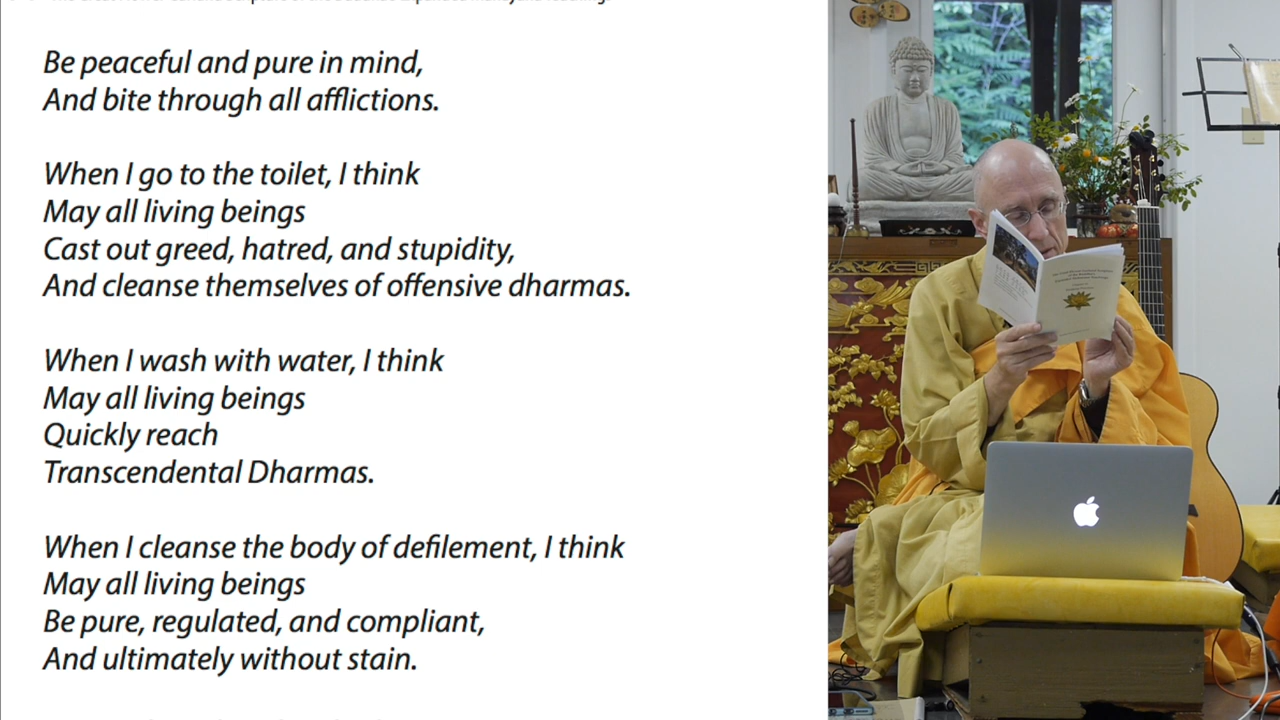 Be peaceful and pure in mind,
And bite through all afflictions.
When I go to the toilet, I think
May all living beings
Cast out greed, hatred, and stupidity,
And cleanse themselves of offensive dharmas.
When I wash with water, I think
May all living beings
Quickly reach
Transcendental Dharmas.
When I cleanse the body of defilement, I think
May all living beings
Be pure, regulated, and compliant,
And ultimately without stain.